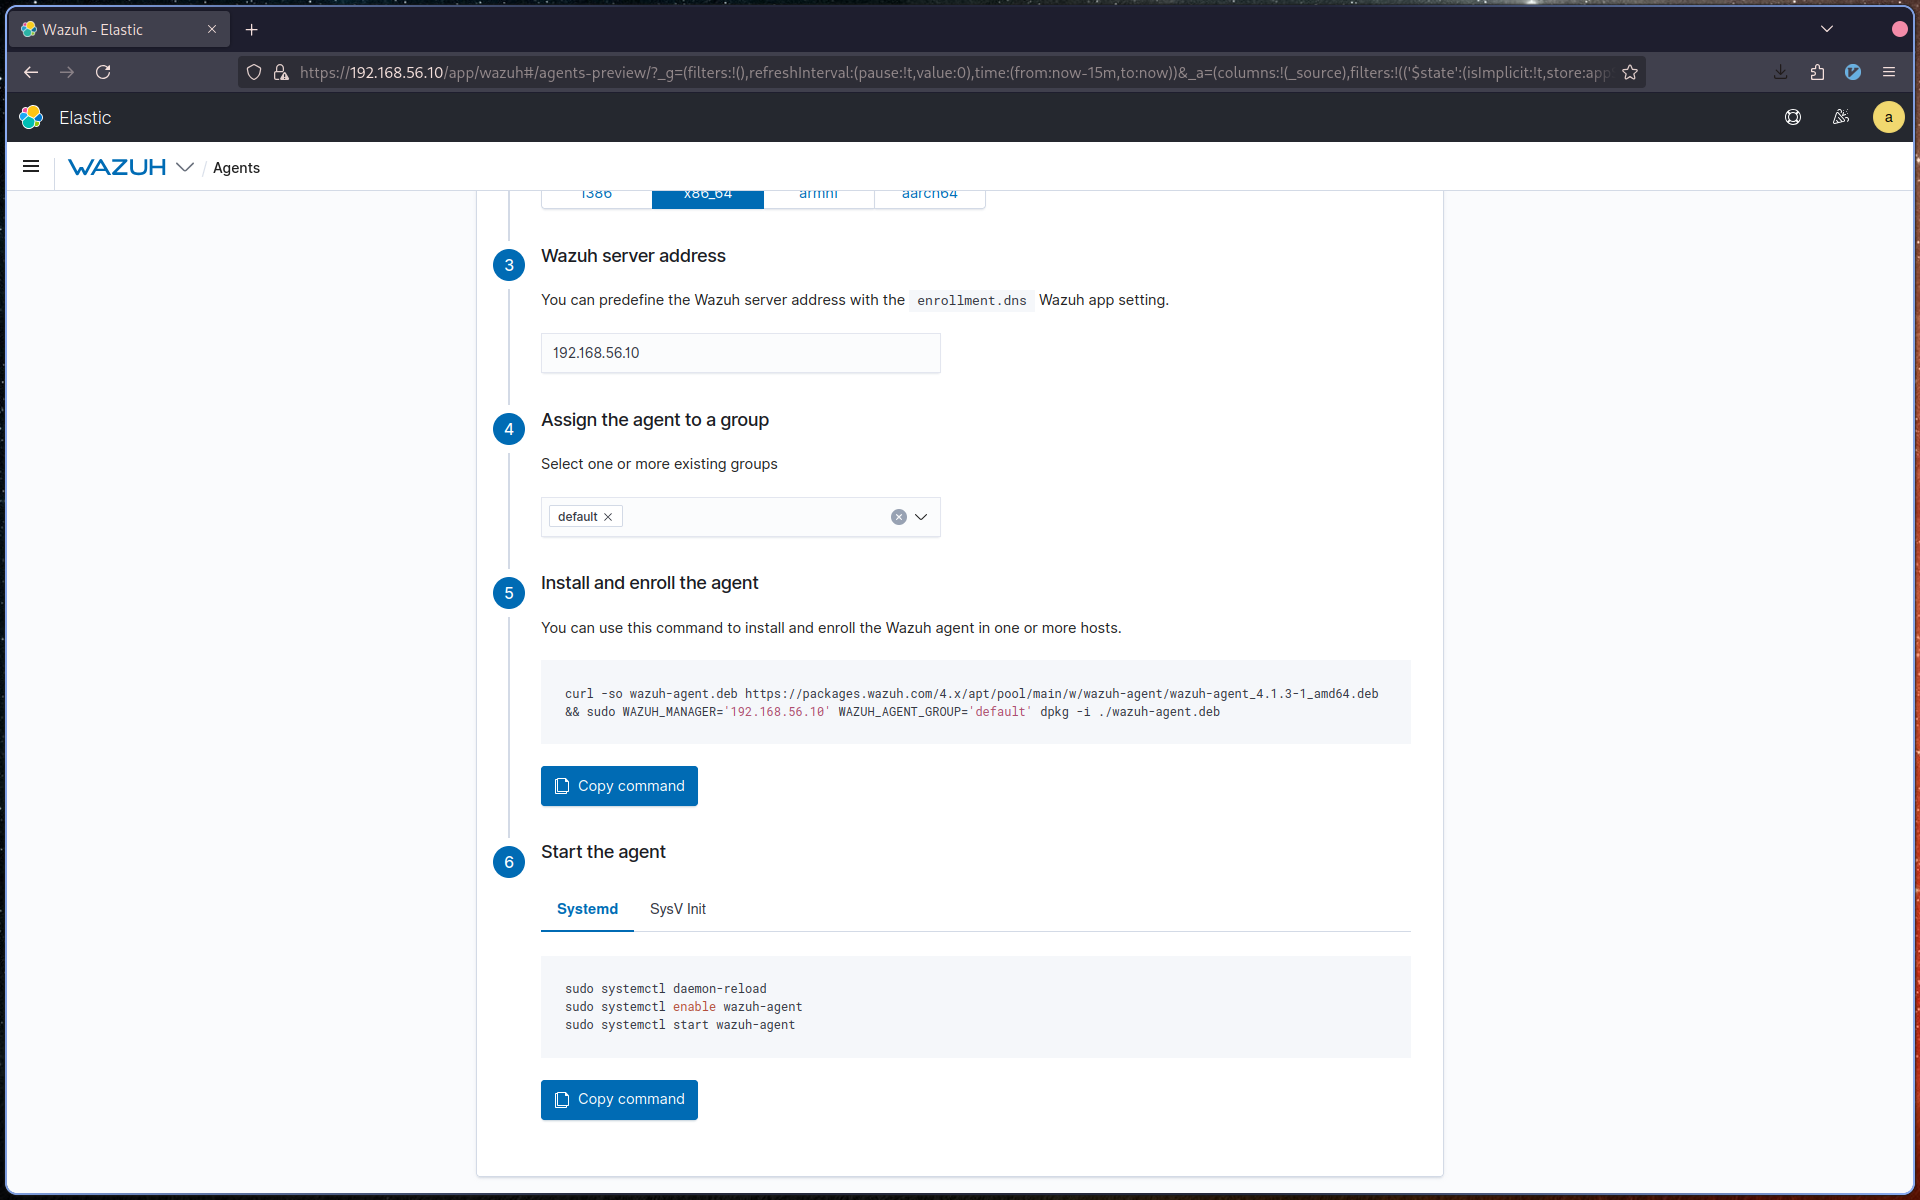 Wazuh - Elastic
https://192.168.56.10/app/wazuh#/agents-preview/?_g=(filters:!(),refreshInterval:(pause:!t,value:0),time:(from:now-15m,to:now))&_a=(columns:!(_source),filters:!(('$state':(isImplicit:!t,store:app
Elastic
a
WAZUH / Agents
i386 x86_64 armhf aarch64
3 Wazuh server address
You can predefine the Wazuh server address with the enrollment.dns Wazuh app setting.
192.168.56.10
4 Assign the agent to a group
Select one or more existing groups
default
5 Install and enroll the agent
You can use this command to install and enroll the Wazuh agent in one or more hosts.
curl -so wazuh-agent.deb https://packages.wazuh.com/4.x/apt/pool/main/w/wazuh-agent/wazuh-agent_4.1.3-1_amd64.deb
&& sudo WAZUH_MANAGER='192.168.56.10' WAZUH_AGENT_GROUP='default' dpkg -i ./wazuh-agent.deb
Copy command
6 Start the agent
Systemd SysV Init
sudo systemctl daemon-reload
sudo systemctl enable wazuh-agent
sudo systemctl start wazuh-agent
Copy command